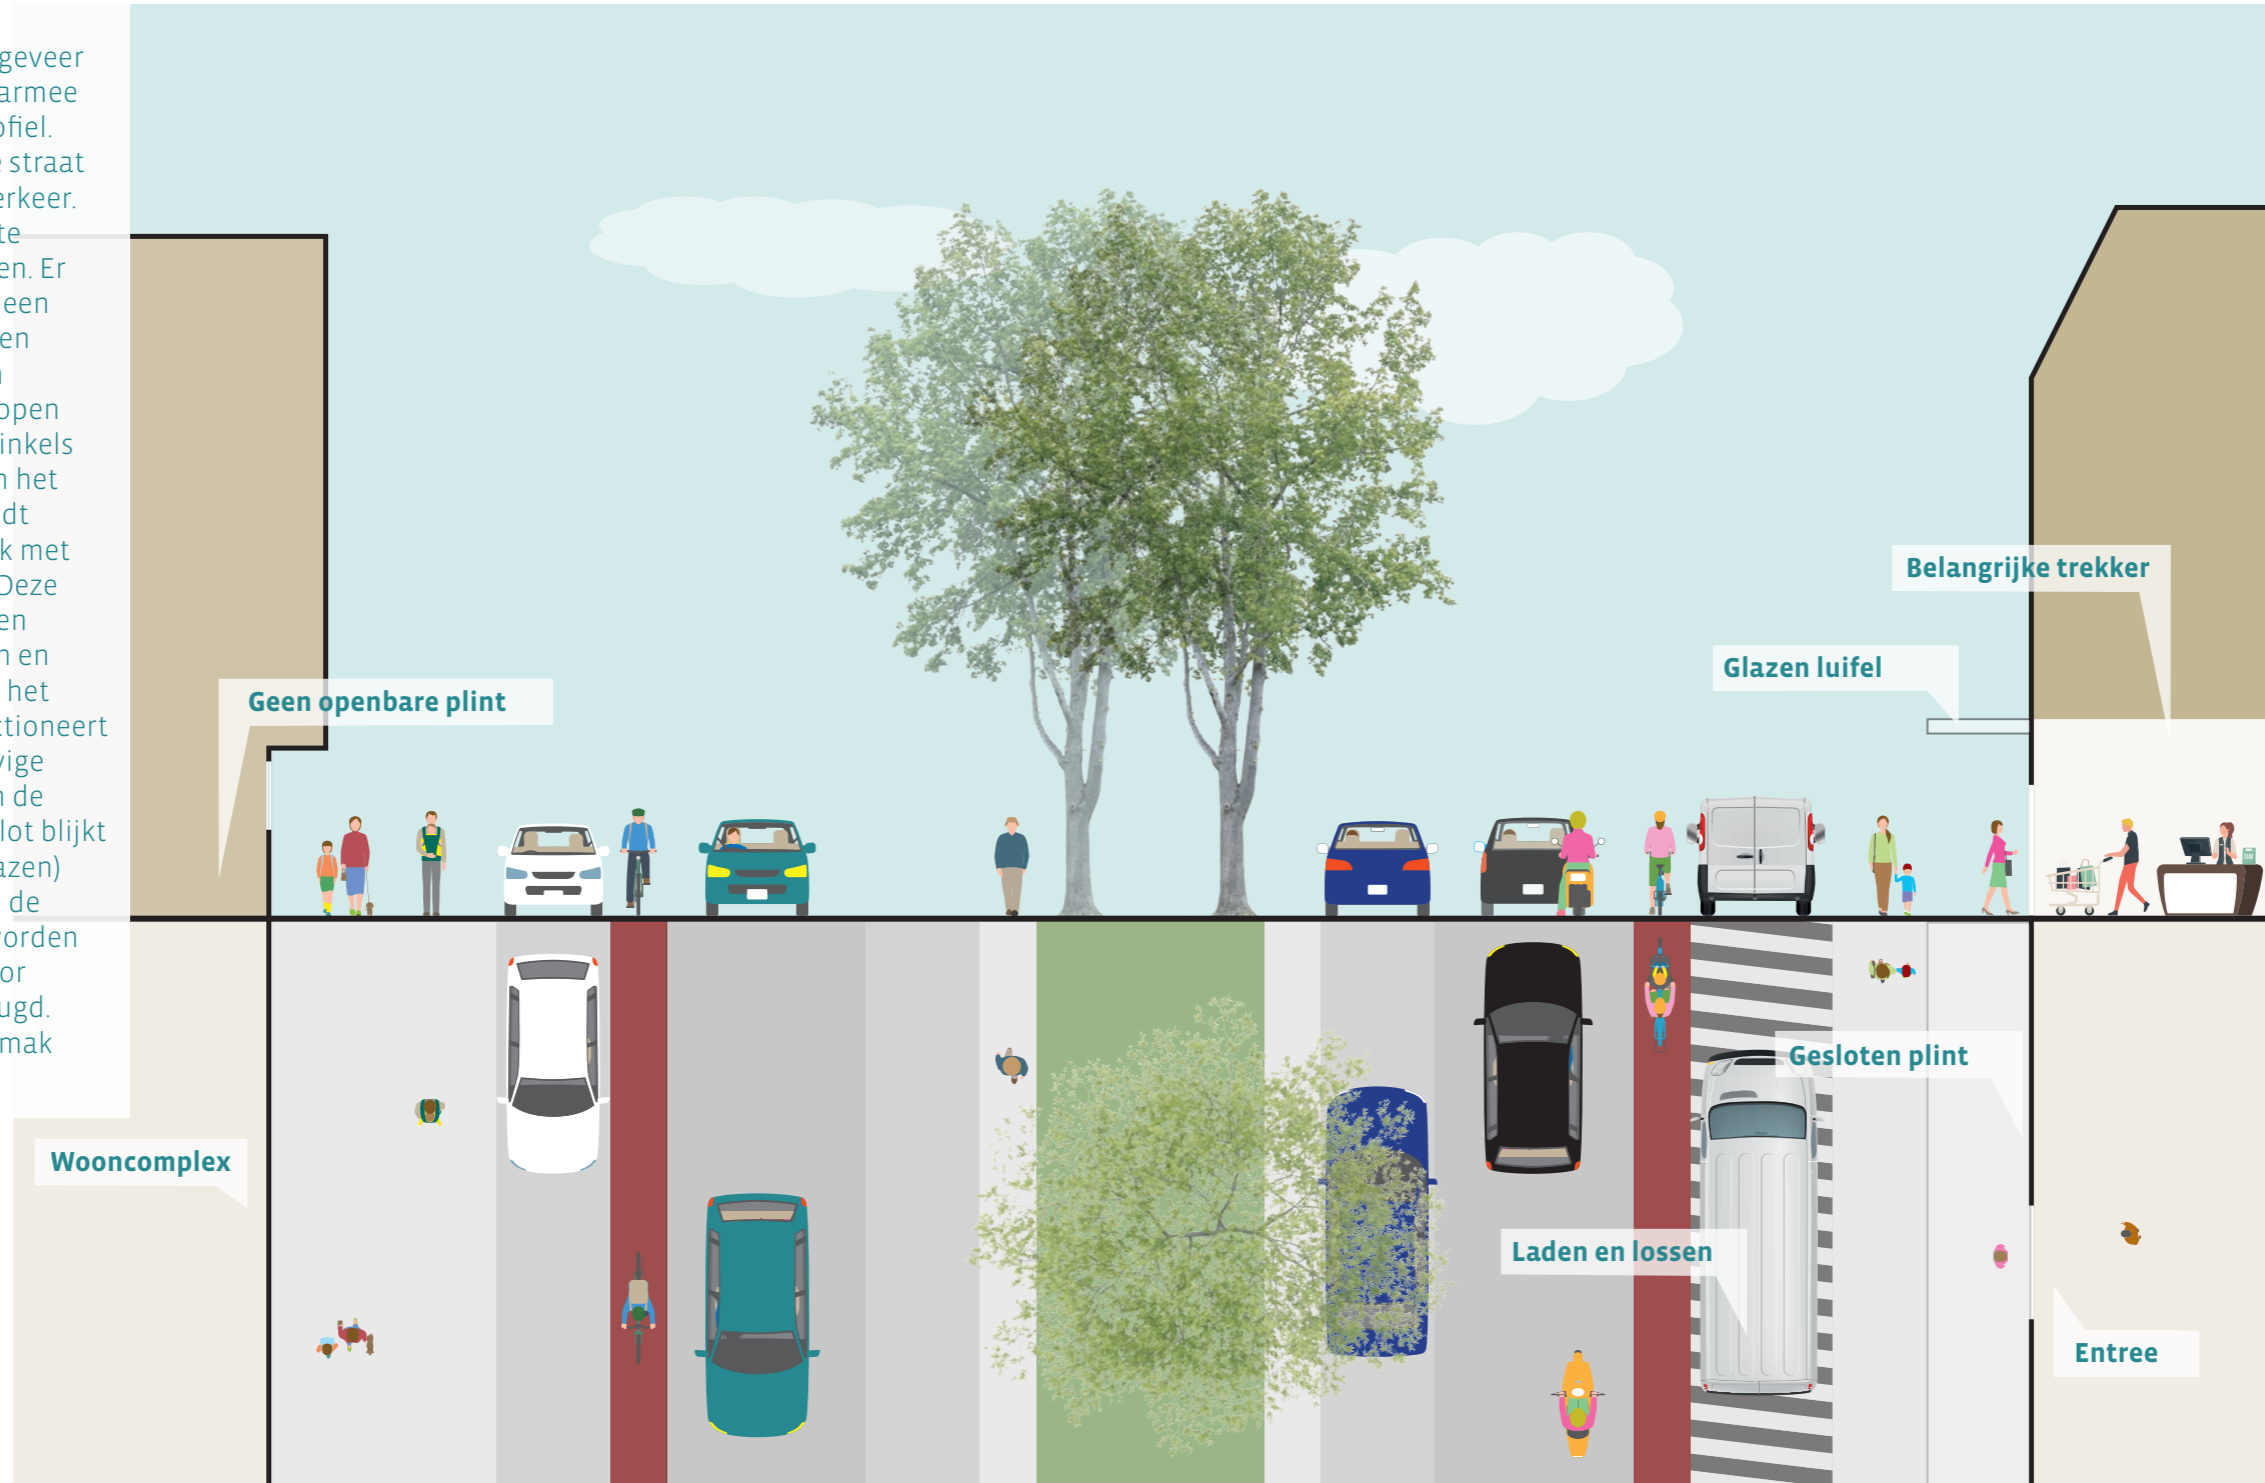 geveer
armee
ofiel.
straat
erkeer.
te
en. Er
een
en
open
inkels
het
dt
k met
Deze
en
n en
het
ctioneert
vige
n de
lot blijkt
azen)
de
vorden
or
ugd.
mak
Geen openbare plint
Belangrijke trekker
Glazen luifel
Gesloten plint
Wooncomplex
Laden en lossen
Entree